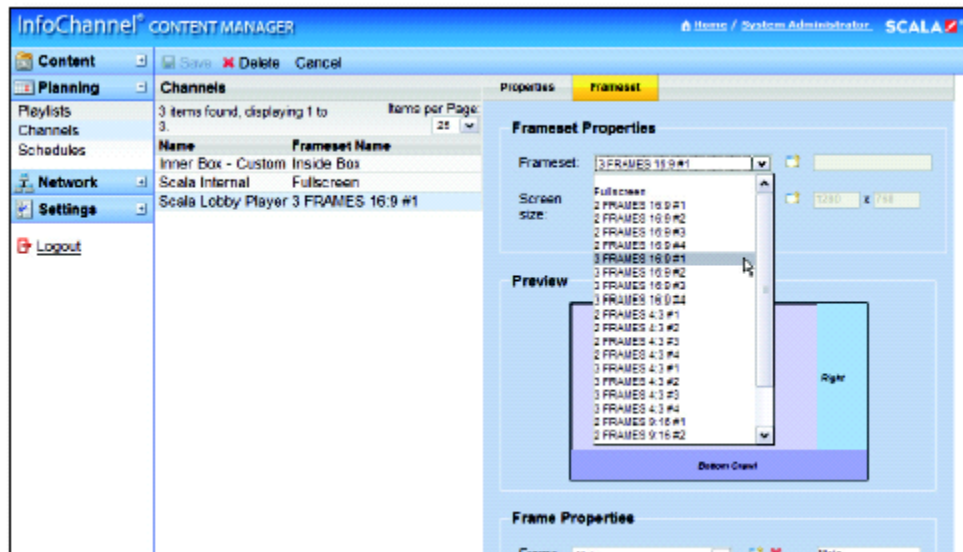 InfoChannel® CONTENT MANAGER
Home / System Administrator SCALA
Content
Save Delete Cancel
Planning
Channels
Properties Frameset
Playlists
Channels
Schedules
3 items found, displaying 1 to
3.
Items per Page:
25
Name Frameset Name
Inner Box - Custom Inside Box
Scala Internal Fullscreen
Scala Lobby Player 3 FRAMES 16:9 #1
Network
Settings
Logout
Frameset Properties
Frameset: 3 FRAMES 16:9 #1
Screen
size:
1280 x 768
Fullscreen
2 FRAMES 16:9 #1
2 FRAMES 16:9 #2
2 FRAMES 16:9 #3
2 FRAMES 16:9 #4
3 FRAMES 16:9 #1
3 FRAMES 16:9 #2
3 FRAMES 16:9 #3
3 FRAMES 16:9 #4
2 FRAMES 4:3 #1
2 FRAMES 4:3 #2
2 FRAMES 4:3 #3
2 FRAMES 4:3 #4
3 FRAMES 4:3 #1
3 FRAMES 4:3 #2
3 FRAMES 4:3 #3
3 FRAMES 4:3 #4
2 FRAMES 9:16 #1
2 FRAMES 9:16 #2
Preview
Right
Bottom Crawl
Frame Properties